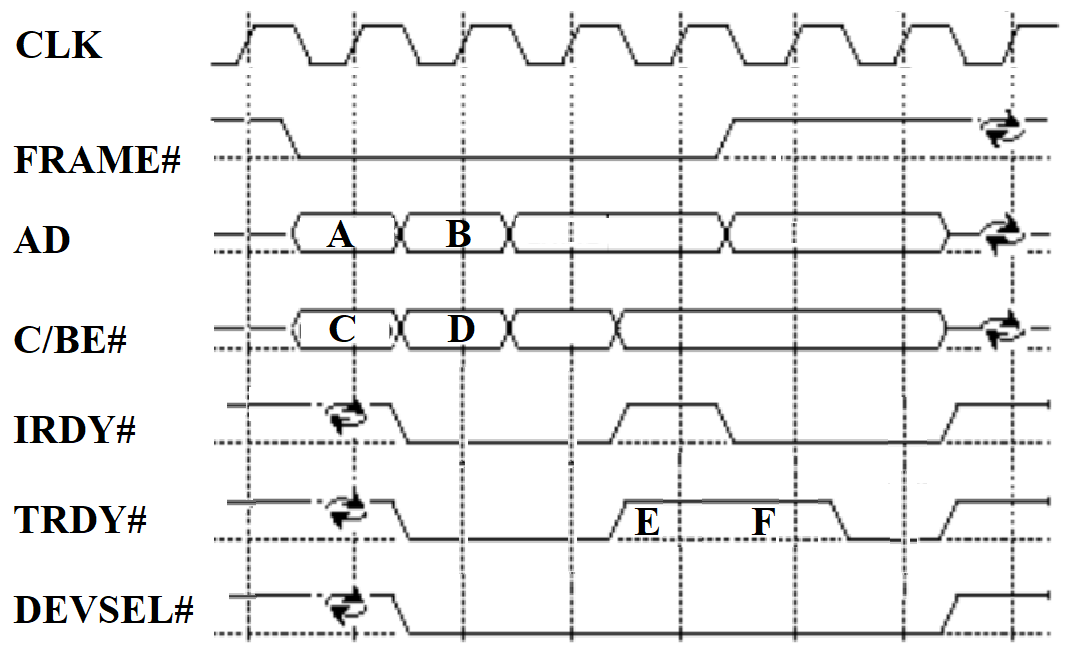 CLK
FRAME#
AD A B
C/BE# C D
IRDY#
TRDY# E F
DEVSEL#